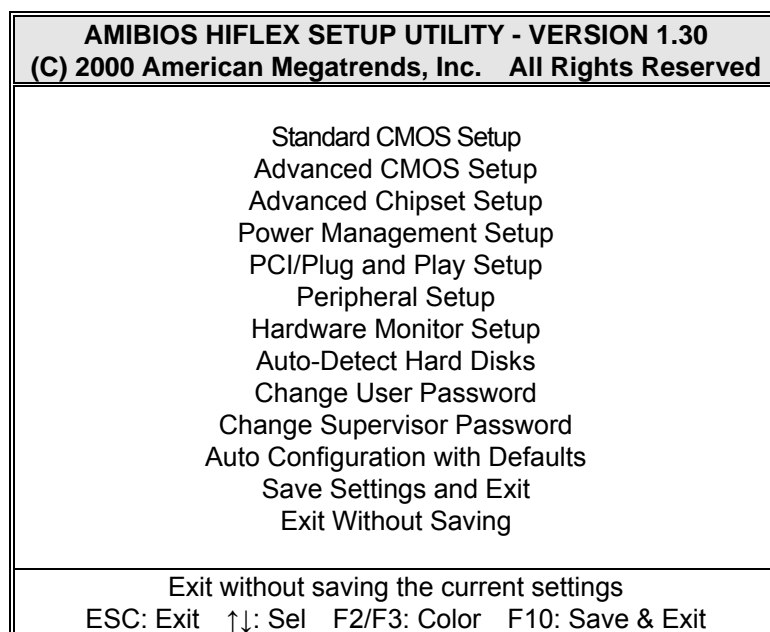 AMIBIOS HIFLEX SETUP UTILITY - VERSION 1.30
(C) 2000 American Megatrends, Inc. All Rights Reserved
Standard CMOS Setup
Advanced CMOS Setup
Advanced Chipset Setup
Power Management Setup
PCI/Plug and Play Setup
Peripheral Setup
Hardware Monitor Setup
Auto-Detect Hard Disks
Change User Password
Change Supervisor Password
Auto Configuration with Defaults
Save Settings and Exit
Exit Without Saving
Exit without saving the current settings
ESC: Exit ↑↓: Sel F2/F3: Color F10: Save & Exit